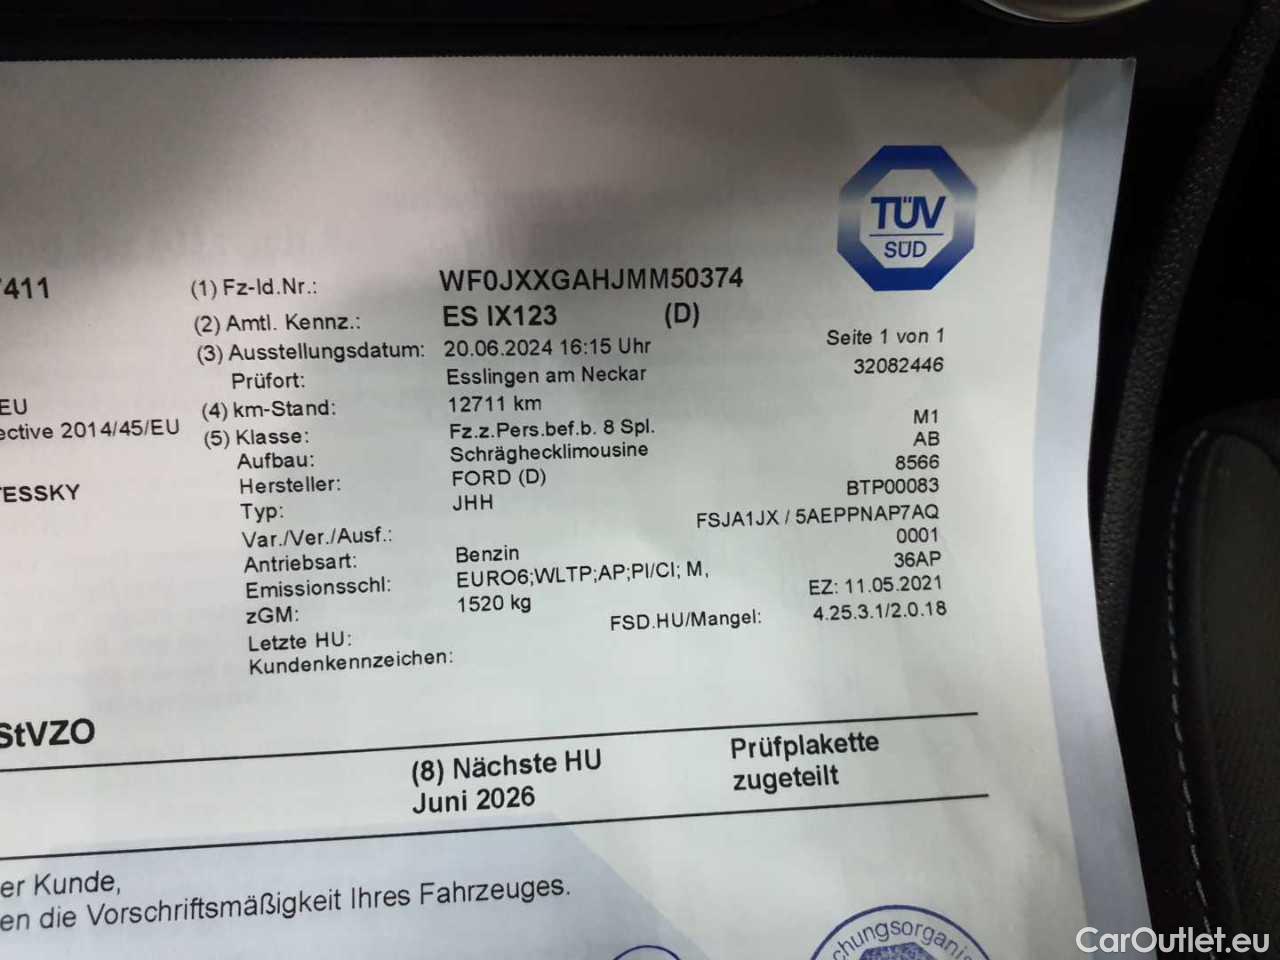 TÜV
SÜD
7411
(1) Fz-Id.Nr.: WF0JXXGAHJMM50374
(2) Amtl. Kennz.: ES IX123 (D)
(3) Ausstellungsdatum: 20.06.2024 16:15 Uhr Seite 1 von 1
Prüfort: Esslingen am Neckar 32082446
EU
(4) km-Stand: 12711 km
ective 2014/45/EU
(5) Klasse: Fz.z.Pers.bef.b. 8 Spl. M1
Aufbau: Schräghecklimousine AB
Hersteller: FORD (D) 8566
TESSKY
Typ: JHH BTP00083
Var./Ver./Ausf.: FSJA1JX / 5AEPPNAP7AQ
Antriebsart: Benzin 0001
Emissionsschl: EURO6;WLTP;AP;PI/CI; M, 36AP
zGM: 1520 kg EZ: 11.05.2021
Letzte HU: FSD.HU/Mangel: 4.25.3.1/2.0.18
Kundenkennzeichen:
StVZO
(8) Nächste HU Prüfplakette
Juni 2026 zugeteilt
er Kunde,
en die Vorschriftsmäßigkeit Ihres Fahrzeuges.
chungsorganis
CarOutlet.eu